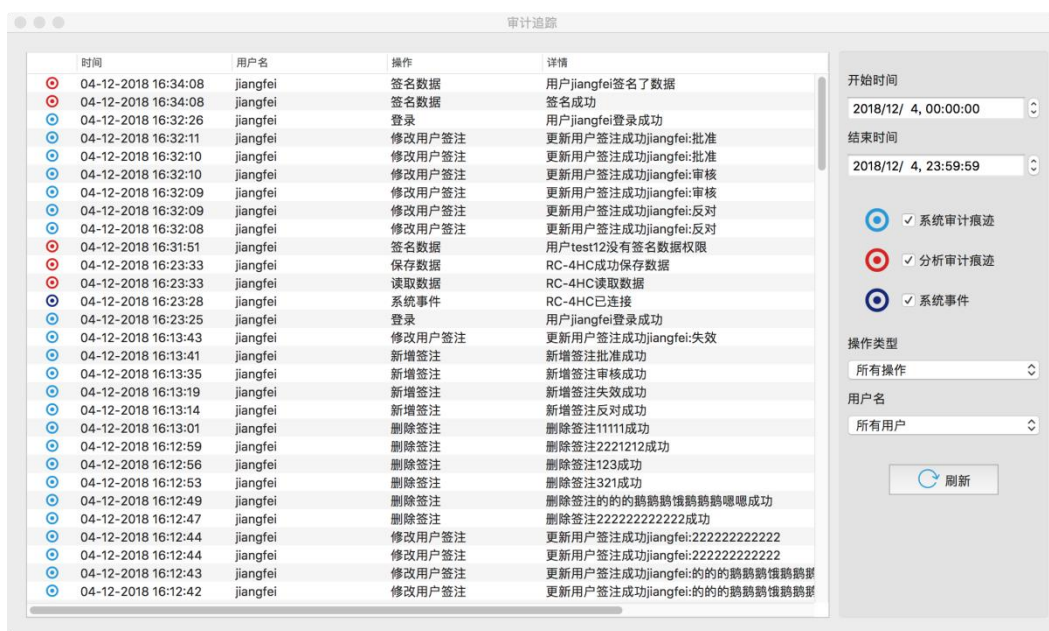 审计追踪
时间 用户名 操作 详情
04-12-2018 16:34:08 jiangfei 签名数据 用户jiangfei签名了数据
04-12-2018 16:34:08 jiangfei 签名数据 签名成功
04-12-2018 16:32:26 jiangfei 登录 用户jiangfei登录成功
04-12-2018 16:32:11 jiangfei 修改用户签注 更新用户签注成功jiangfei:批准
04-12-2018 16:32:10 jiangfei 修改用户签注 更新用户签注成功jiangfei:批准
04-12-2018 16:32:10 jiangfei 修改用户签注 更新用户签注成功jiangfei:审核
04-12-2018 16:32:09 jiangfei 修改用户签注 更新用户签注成功jiangfei:审核
04-12-2018 16:32:09 jiangfei 修改用户签注 更新用户签注成功jiangfei:反对
04-12-2018 16:32:08 jiangfei 修改用户签注 更新用户签注成功jiangfei:反对
04-12-2018 16:31:51 jiangfei 签名数据 用户test12没有签名数据权限
04-12-2018 16:23:33 jiangfei 保存数据 RC-4HC成功保存数据
04-12-2018 16:23:33 jiangfei 读取数据 RC-4HC读取数据
04-12-2018 16:23:28 jiangfei 系统事件 RC-4HC已连接
04-12-2018 16:23:25 jiangfei 登录 用户jiangfei登录成功
04-12-2018 16:13:43 jiangfei 修改用户签注 更新用户签注成功jiangfei:失效
04-12-2018 16:13:41 jiangfei 新增签注 新增签注批准成功
04-12-2018 16:13:35 jiangfei 新增签注 新增签注审核成功
04-12-2018 16:13:19 jiangfei 新增签注 新增签注失效成功
04-12-2018 16:13:14 jiangfei 新增签注 新增签注反对成功
04-12-2018 16:13:01 jiangfei 删除签注 删除签注11111成功
04-12-2018 16:12:59 jiangfei 删除签注 删除签注2221212成功
04-12-2018 16:12:56 jiangfei 删除签注 删除签注123成功
04-12-2018 16:12:53 jiangfei 删除签注 删除签注321成功
04-12-2018 16:12:49 jiangfei 删除签注 删除签注的的的鹅鹅鹅饿鹅鹅鹅嗯嗯成功
04-12-2018 16:12:47 jiangfei 删除签注 删除签注222222222222成功
04-12-2018 16:12:44 jiangfei 修改用户签注 更新用户签注成功jiangfei:222222222222
04-12-2018 16:12:44 jiangfei 修改用户签注 更新用户签注成功jiangfei:222222222222
04-12-2018 16:12:43 jiangfei 修改用户签注 更新用户签注成功jiangfei:的的的鹅鹅鹅饿鹅鹅鹅
04-12-2018 16:12:42 jiangfei 修改用户签注 更新用户签注成功jiangfei:的的的鹅鹅鹅饿鹅鹅鹅
开始时间
2018/12/ 4, 00:00:00
结束时间
2018/12/ 4, 23:59:59
系统审计痕迹
分析审计痕迹
系统事件
操作类型
所有操作
用户名
所有用户
刷新